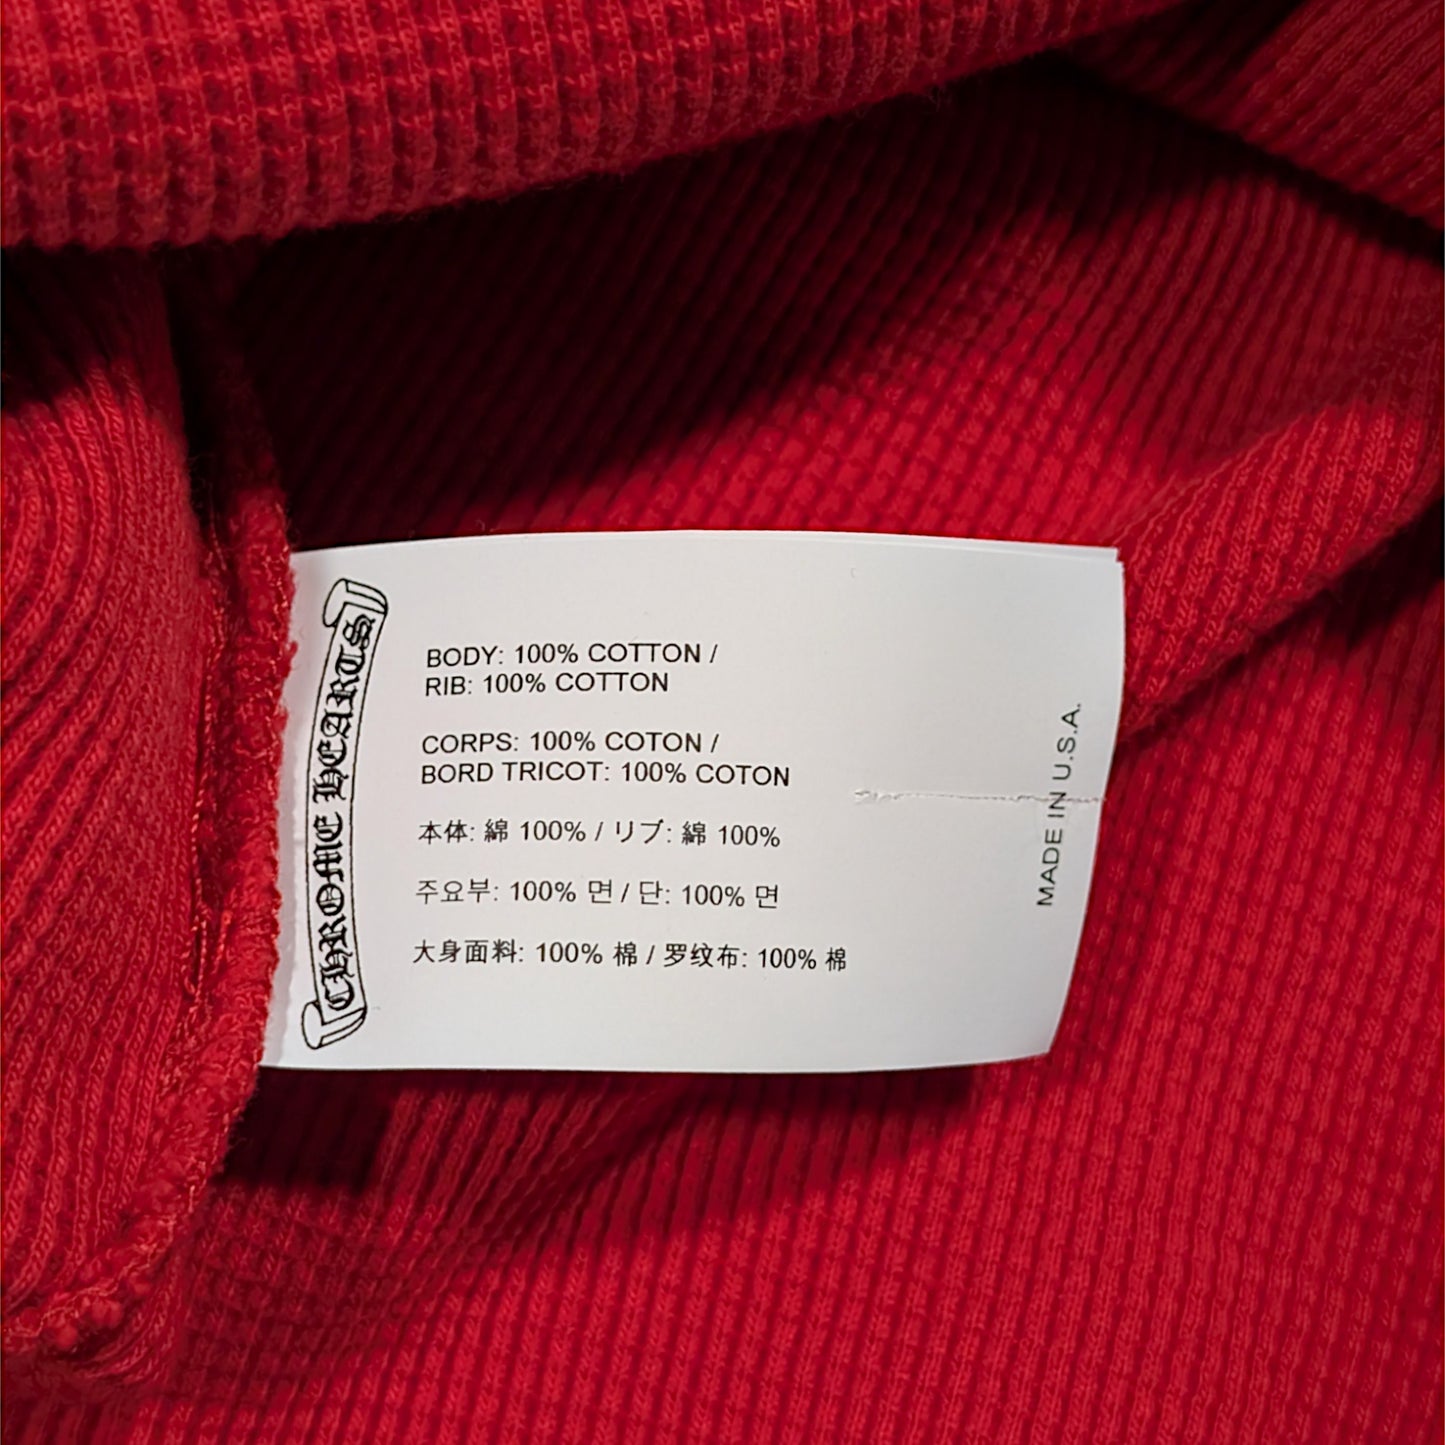 CHROME HEARTS
BODY: 100% COTTON /
RIB: 100% COTTON
CORPS: 100% COTON /
BORD TRICOT: 100% COTON
本体: 綿 100% / リブ: 綿 100%
주요부: 100% 면 / 단: 100% 면
大身面料: 100% 棉 / 罗纹布: 100% 棉
MADE IN U.S.A.